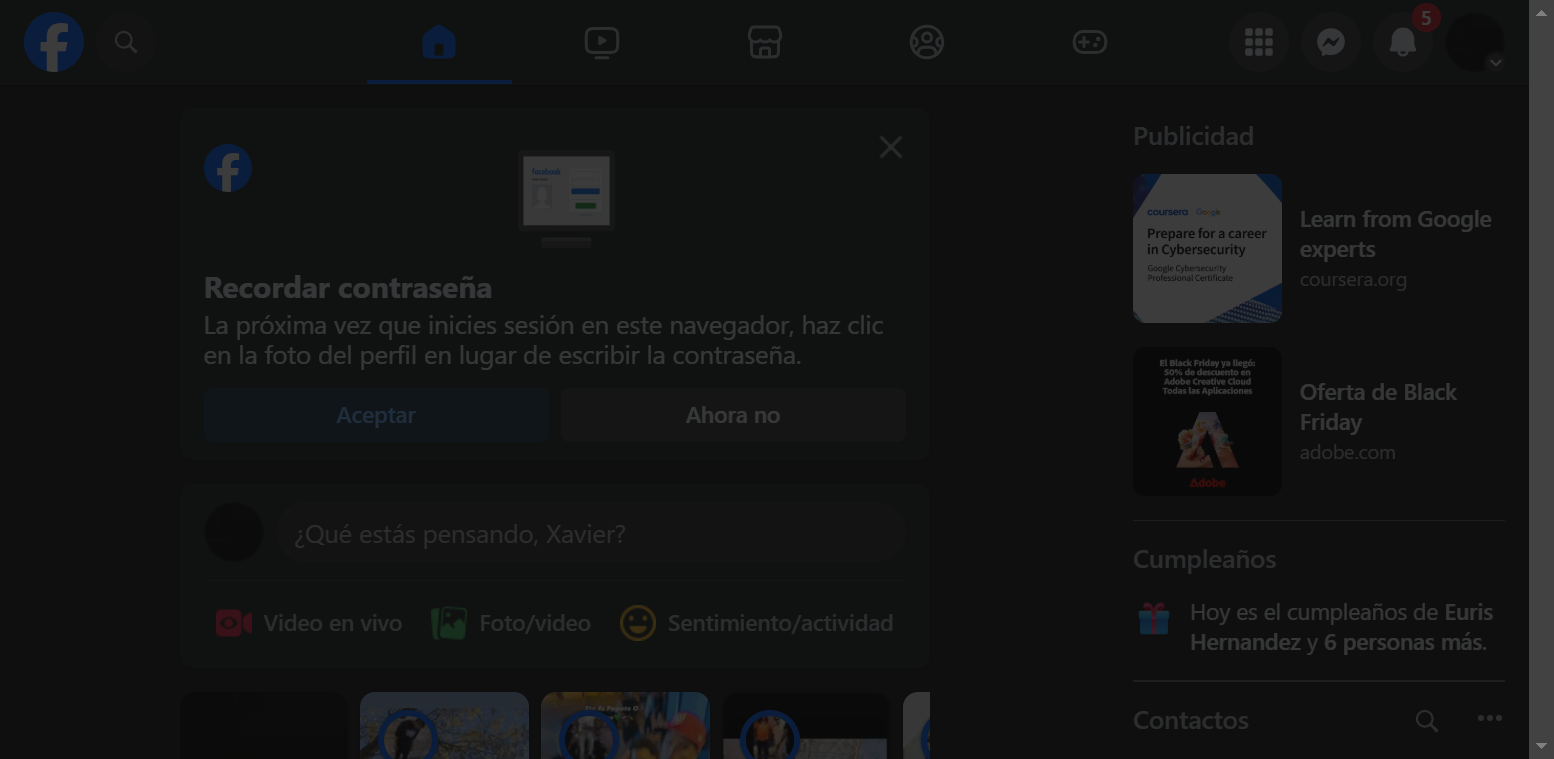 5
Recordar contraseña
La próxima vez que inicies sesión en este navegador, haz clic
en la foto del perfil en lugar de escribir la contraseña.
Aceptar
Ahora no
¿Qué estás pensando, Xavier?
Video en vivo
Foto/video
Sentimiento/actividad
Publicidad
coursera Google
Prepare for a career
in Cybersecurity
Google Cybersecurity
Professional Certificate
Learn from Google
experts
coursera.org
El Black Friday ya llegó:
50% de descuento en
Adobe Creative Cloud
Todas las Aplicaciones
Adobe
Oferta de Black
Friday
adobe.com
Cumpleaños
Hoy es el cumpleaños de Euris
Hernandez y 6 personas más.
Contactos